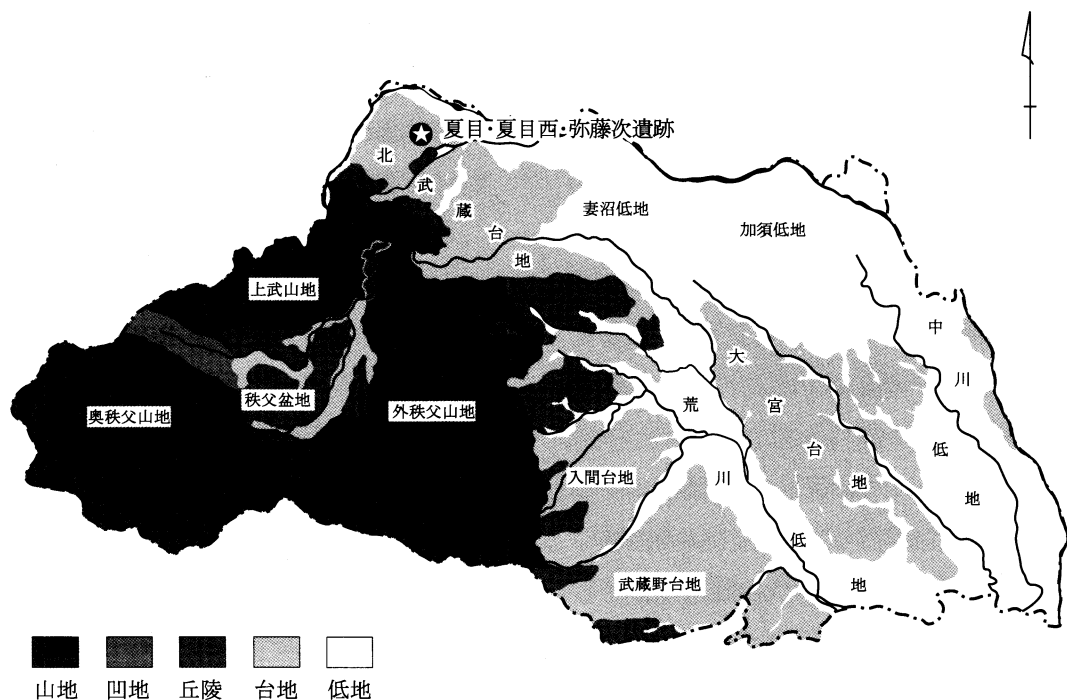 夏目・夏目西・弥藤次遺跡
北武蔵台地
妻沼低地
加須低地
上武山地
中川低地
大宮台地
秩父盆地
奥秩父山地
外秩父山地
荒川低地
入間台地
武蔵野台地
山地 凹地 丘陵 台地 低地